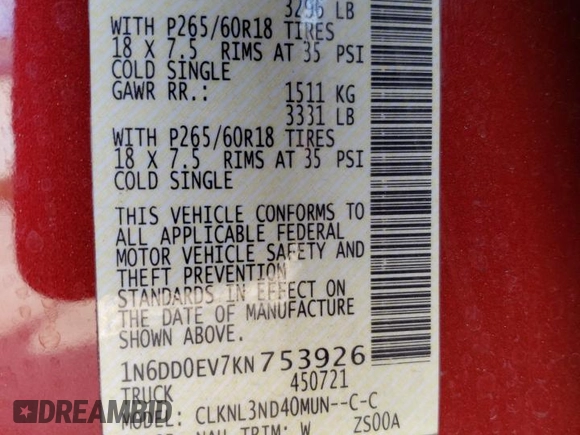 3296 LB
WITH P265/60R18 TIRES
18 X 7.5 RIMS AT 35 PSI
COLD SINGLE
GAWR RR.: 1511 KG
3331 LB
WITH P265/60R18 TIRES
18 X 7.5 RIMS AT 35 PSI
COLD SINGLE
THIS VEHICLE CONFORMS TO
ALL APPLICABLE FEDERAL
MOTOR VEHICLE SAFETY AND
THEFT PREVENTION
STANDARDS IN EFFECT ON
THE DATE OF MANUFACTURE
SHOWN ABOVE.
1N6DD0EV7KN753926
TRUCK 450721
MODEL: CLKNL3ND40MUN--C-C
TRIM: W ZS00A
DREAMBID